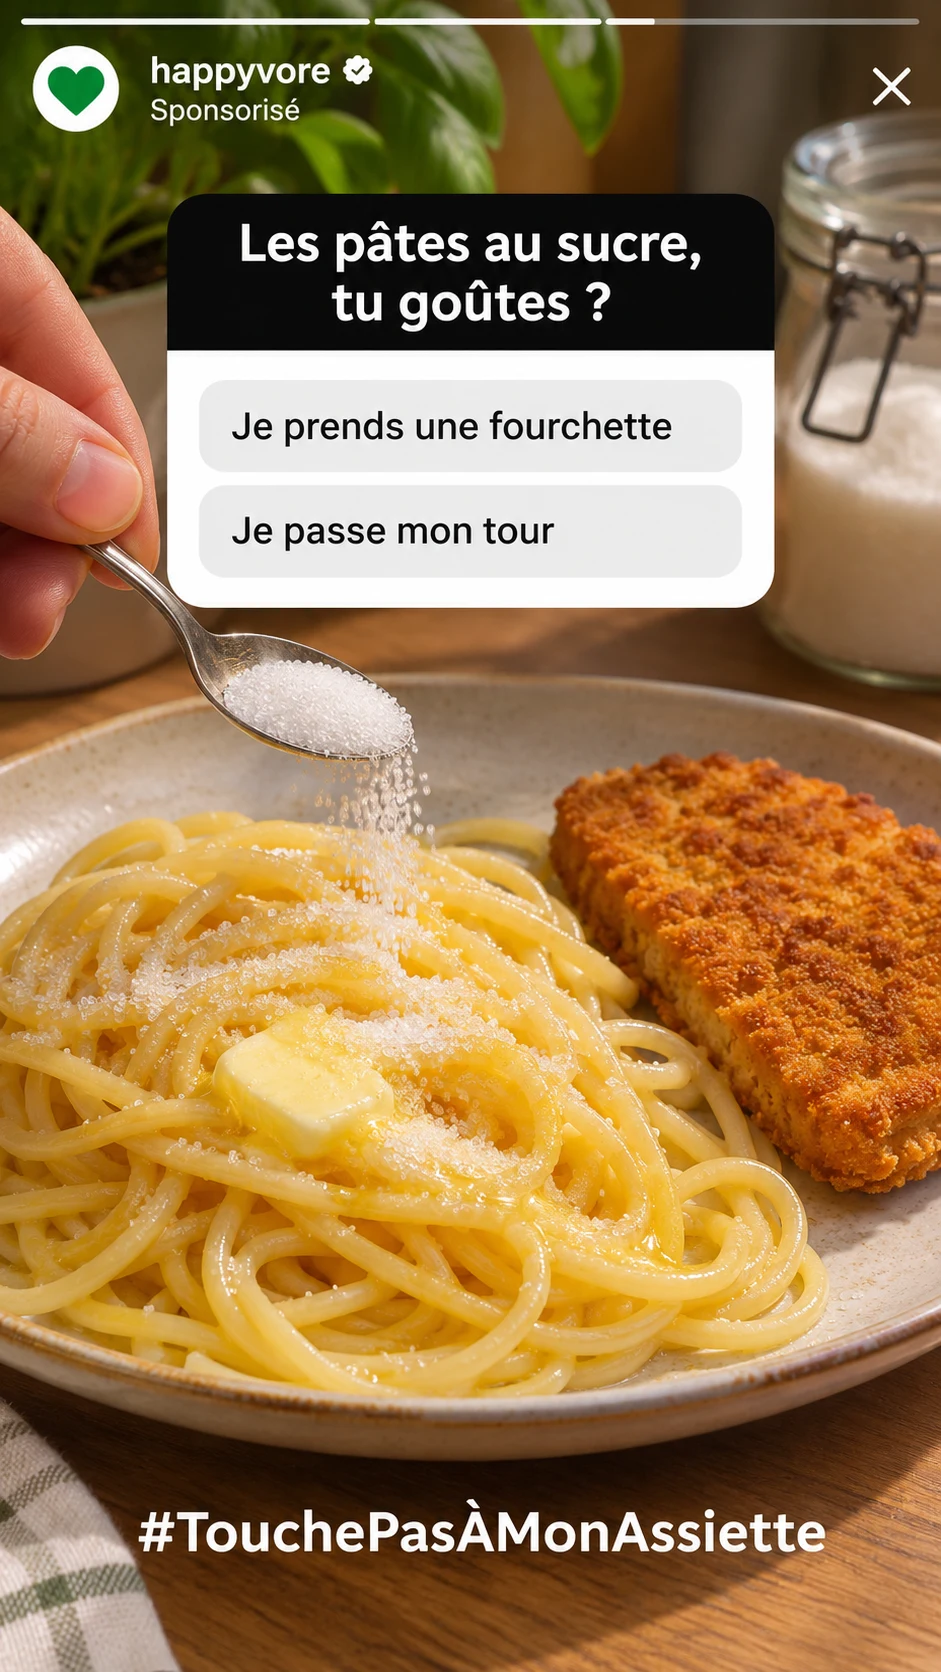 happyvore
Sponsorisé
Les pâtes au sucre,
tu goûtes ?
Je prends une fourchette
Je passe mon tour
#TouchePasÀMonAssiette